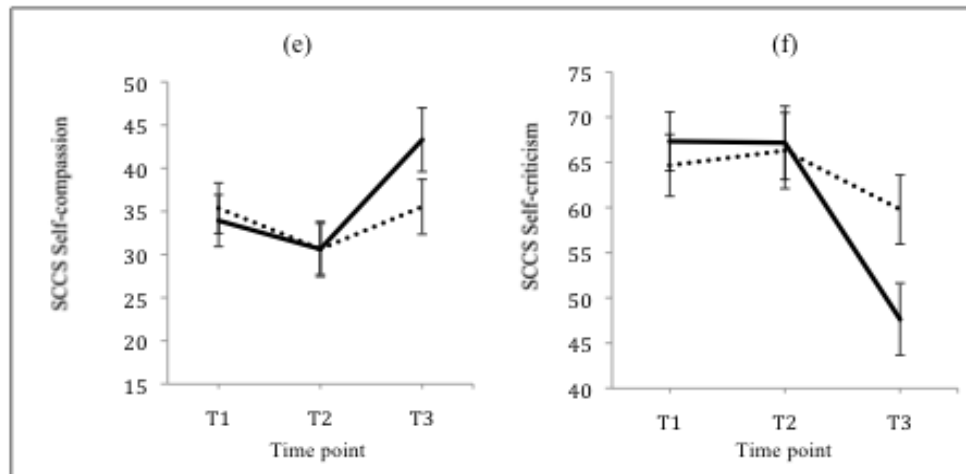 (e)
SCCS Self-compassion
50
45
40
35
30
25
20
15
T1 T2 T3
Time point
(f)
SCCS Self-criticism
75
70
65
60
55
50
45
40
T1 T2 T3
Time point